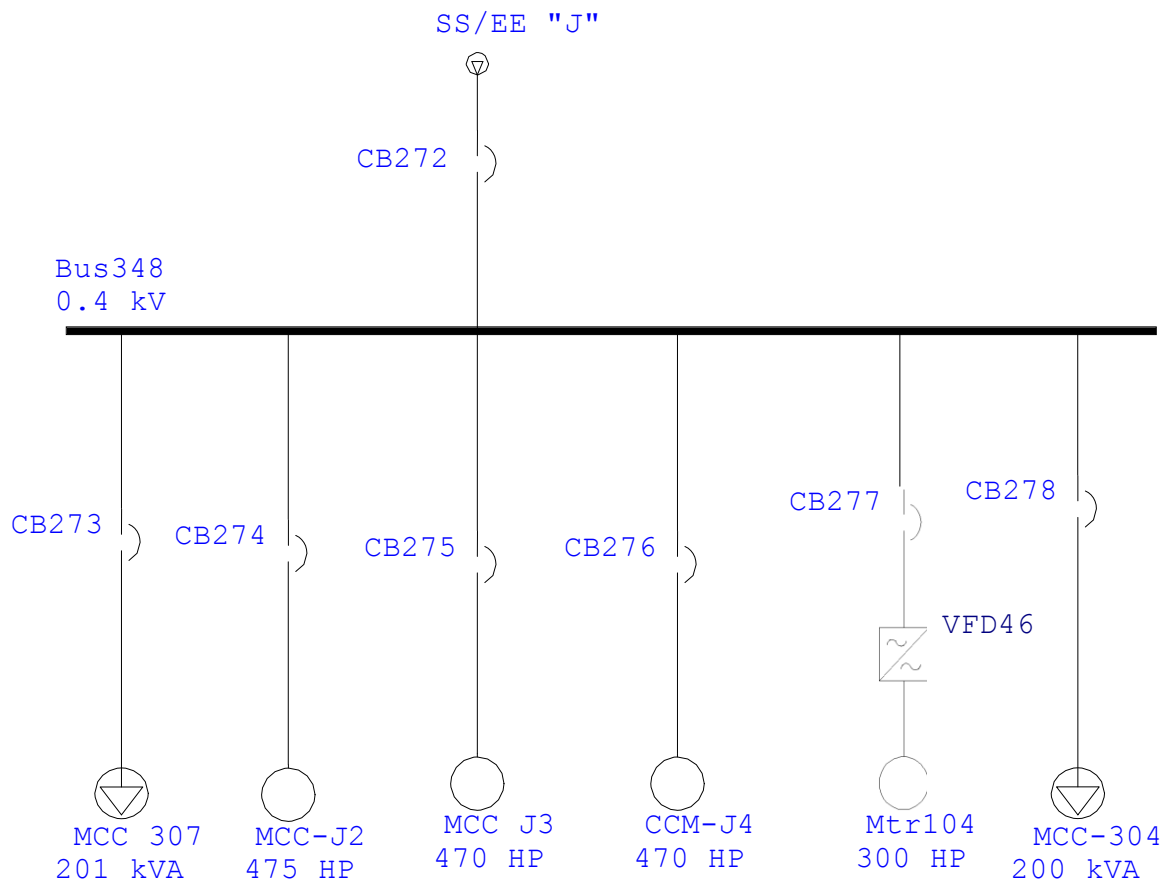 SS/EE "J"
CB272
Bus348
0.4 kV
CB273
CB274
CB275
CB276
CB277
CB278
VFD46
MCC 307
201 kVA
MCC-J2
475 HP
MCC J3
470 HP
CCM-J4
470 HP
Mtr104
300 HP
MCC-304
200 kVA